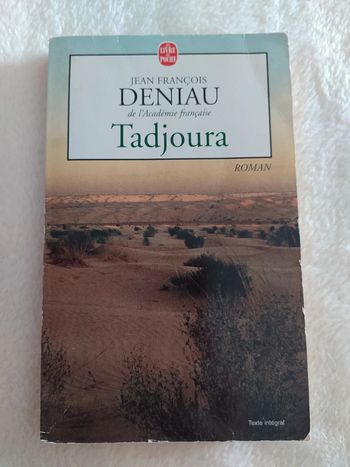 LE LIVRE
DE POCHE
JEAN FRANÇOIS
DENIAU
de l'Académie française
Tadjoura
ROMAN
Texte intégral